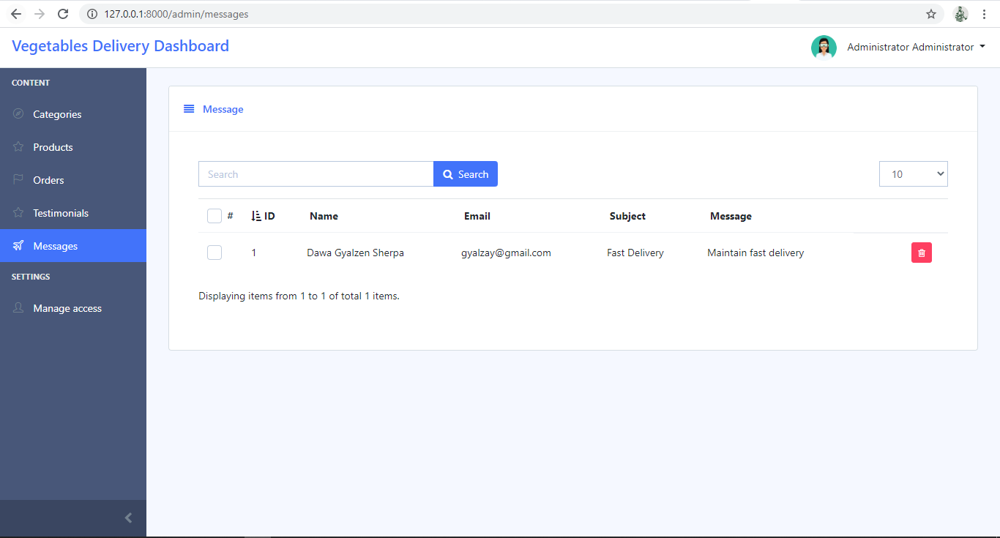 127.0.0.1:8000/admin/messages
Vegetables Delivery Dashboard
Administrator Administrator
CONTENT
Categories
Products
Orders
Testimonials
Messages
SETTINGS
Manage access
Message
Search Search 10
# ID Name Email Subject Message
1 Dawa Gyalzen Sherpa gyalzay@gmail.com Fast Delivery Maintain fast delivery
Displaying items from 1 to 1 of total 1 items.